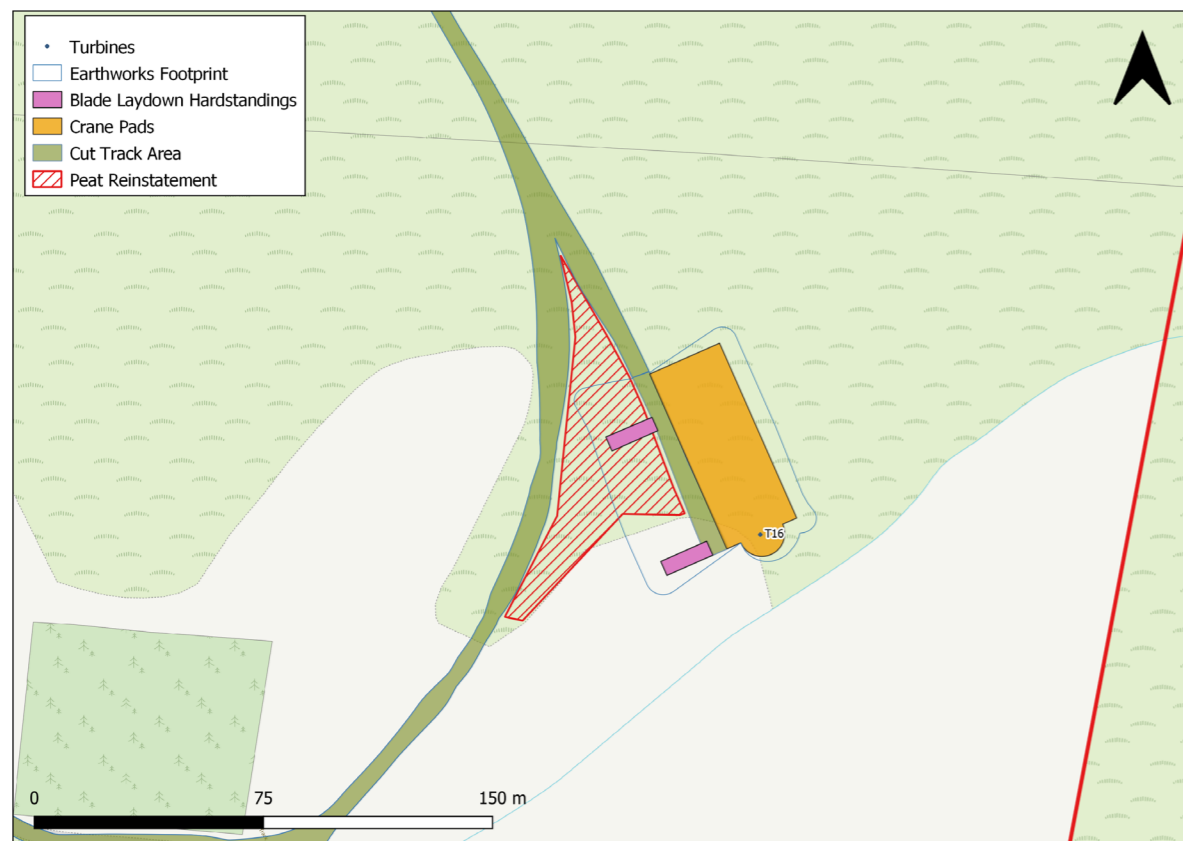 Turbines
Earthworks Footprint
Blade Laydown Hardstandings
Crane Pads
Cut Track Area
Peat Reinstatement
T16
0 75 150 m